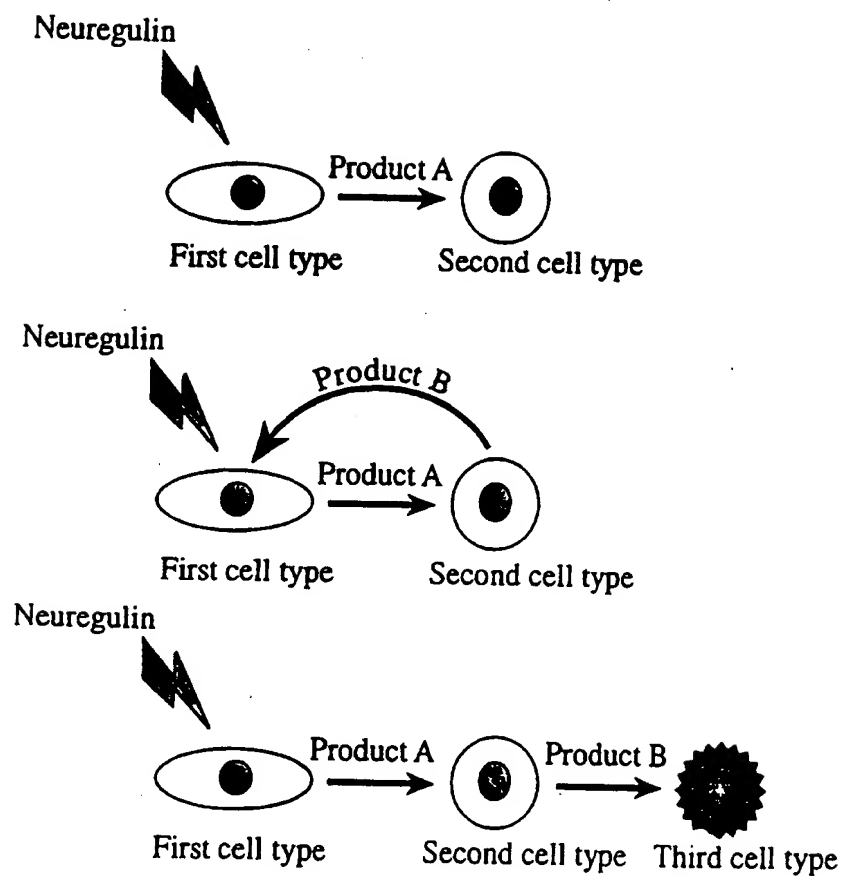 Neuregulin
Product A
First cell type Second cell type
Neuregulin
Product B
Product A
First cell type Second cell type
Neuregulin
Product A Product B
First cell type Second cell type Third cell type